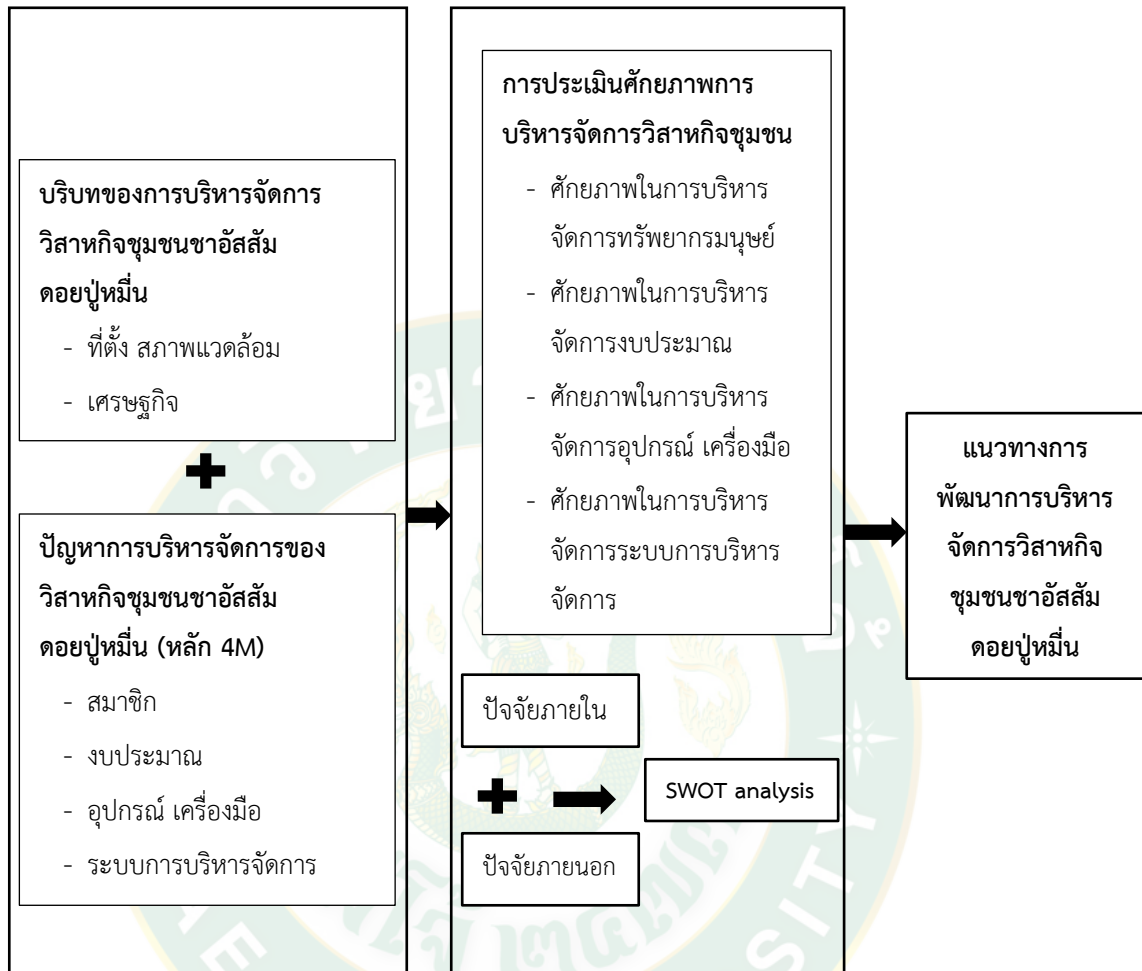 บริบทของการบริหารจัดการ
วิสาหกิจชุมชนชาอัสสัม
ดอยปู่หมื่น
- ที่ตั้ง สภาพแวดล้อม
- เศรษฐกิจ
ปัญหาการบริหารจัดการของ
วิสาหกิจชุมชนชาอัสสัม
ดอยปู่หมื่น (หลัก 4M)
- สมาชิก
- งบประมาณ
- อุปกรณ์ เครื่องมือ
- ระบบการบริหารจัดการ
การประเมินศักยภาพการ
บริหารจัดการวิสาหกิจชุมชน
- ศักยภาพในการบริหาร
จัดการทรัพยากรมนุษย์
- ศักยภาพในการบริหาร
จัดการงบประมาณ
- ศักยภาพในการบริหาร
จัดการอุปกรณ์ เครื่องมือ
- ศักยภาพในการบริหาร
จัดการระบบการบริหาร
จัดการ
ปัจจัยภายใน
SWOT analysis
ปัจจัยภายนอก
แนวทางการ
พัฒนาการบริหาร
จัดการวิสาหกิจ
ชุมชนชาอัสสัม
ดอยปู่หมื่น